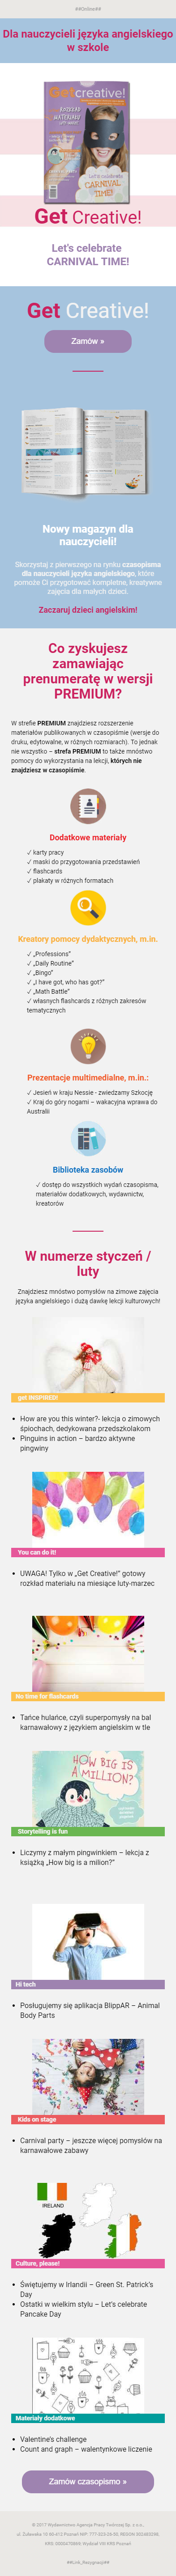 ##Online##
Dla nauczycieli języka angielskiego
w szkole
Get creative!
ROZKŁAD
MATERIAŁU
Let's celebrate
CARNIVAL
TIME!
Get Creative!
Let's celebrate
CARNIVAL TIME!
Get Creative!
Zamów »
Nowy magazyn dla
nauczycieli!
Skorzystaj z pierwszego na rynku czasopisma
dla nauczycieli języka angielskiego, które
pomoże Ci przygotować kompletne, kreatywne
zajęcia dla małych dzieci.
Zaczaruj dzieci angielskim!
Co zyskujesz
zamawiając
prenumeratę w wersji
PREMIUM?
W strefie PREMIUM znajdziesz rozszerzenie
materiałów publikowanych w czasopiśmie (wersje do
druku, edytowalne, w różnych rozmiarach). To jednak
nie wszystko – strefa PREMIUM to także mnóstwo
pomocy do wykorzystania na lekcji, których nie
znajdziesz w czasopiśmie.
Dodatkowe materiały
✓ karty pracy
✓ maski do przygotowania przedstawień
✓ flashcards
✓ plakaty w różnych formatach
Kreatory pomocy dydaktycznych, m.in.
✓ „Professions”
✓ „Daily Routine”
✓ „Bingo”
✓ „I have got, who has got?”
✓ „Math Battle”
✓ własnych flashcards z różnych zakresów
tematycznych
Prezentacje multimedialne, m.in.:
✓ Jesień w kraju Nessie - zwiedzamy Szkocję
✓ Kraj do góry nogami – wakacyjna wprawa do
Australii
Biblioteka zasobów
✓ dostęp do wszystkich wydań czasopisma,
materiałów dodatkowych, wydawnictw,
kreatorów
W numerze styczeń /
luty
Znajdziesz mnóstwo pomysłów na zimowe zajęcia
języka angielskiego i dużą dawkę lekcji kulturowych!
get INSPIRED!
• How are you this winter?- lekcja o zimowych
śpiochach, dedykowana przedszkolakom
• Pinguins in action – bardzo aktywne
pingwiny
You can do it!
• UWAGA! Tylko w „Get Creative!” gotowy
rozkład materiału na miesiące luty-marzec
No time for flashcards
• Tańce hulańce, czyli superpomysły na bal
karnawałowy z językiem angielskim w tle
HOW BIG IS
A MILLION?
Storytelling is fun
• Liczymy z małym pingwinkiem – lekcja z
książką „How big is a milion?”
Hi tech
• Posługujemy się aplikacja BlippAR – Animal
Body Parts
Kids on stage
• Carnival party – jeszcze więcej pomysłów na
karnawałowe zabawy
IRELAND
Culture, please!
• Świętujemy w Irlandii – Green St. Patrick's
Day
• Ostatki w wielkim stylu – Let's celebrate
Pancake Day
Materiały dodatkowe
• Valentine's challenge
• Count and graph – walentynkowe liczenie
Zamów czasopismo »